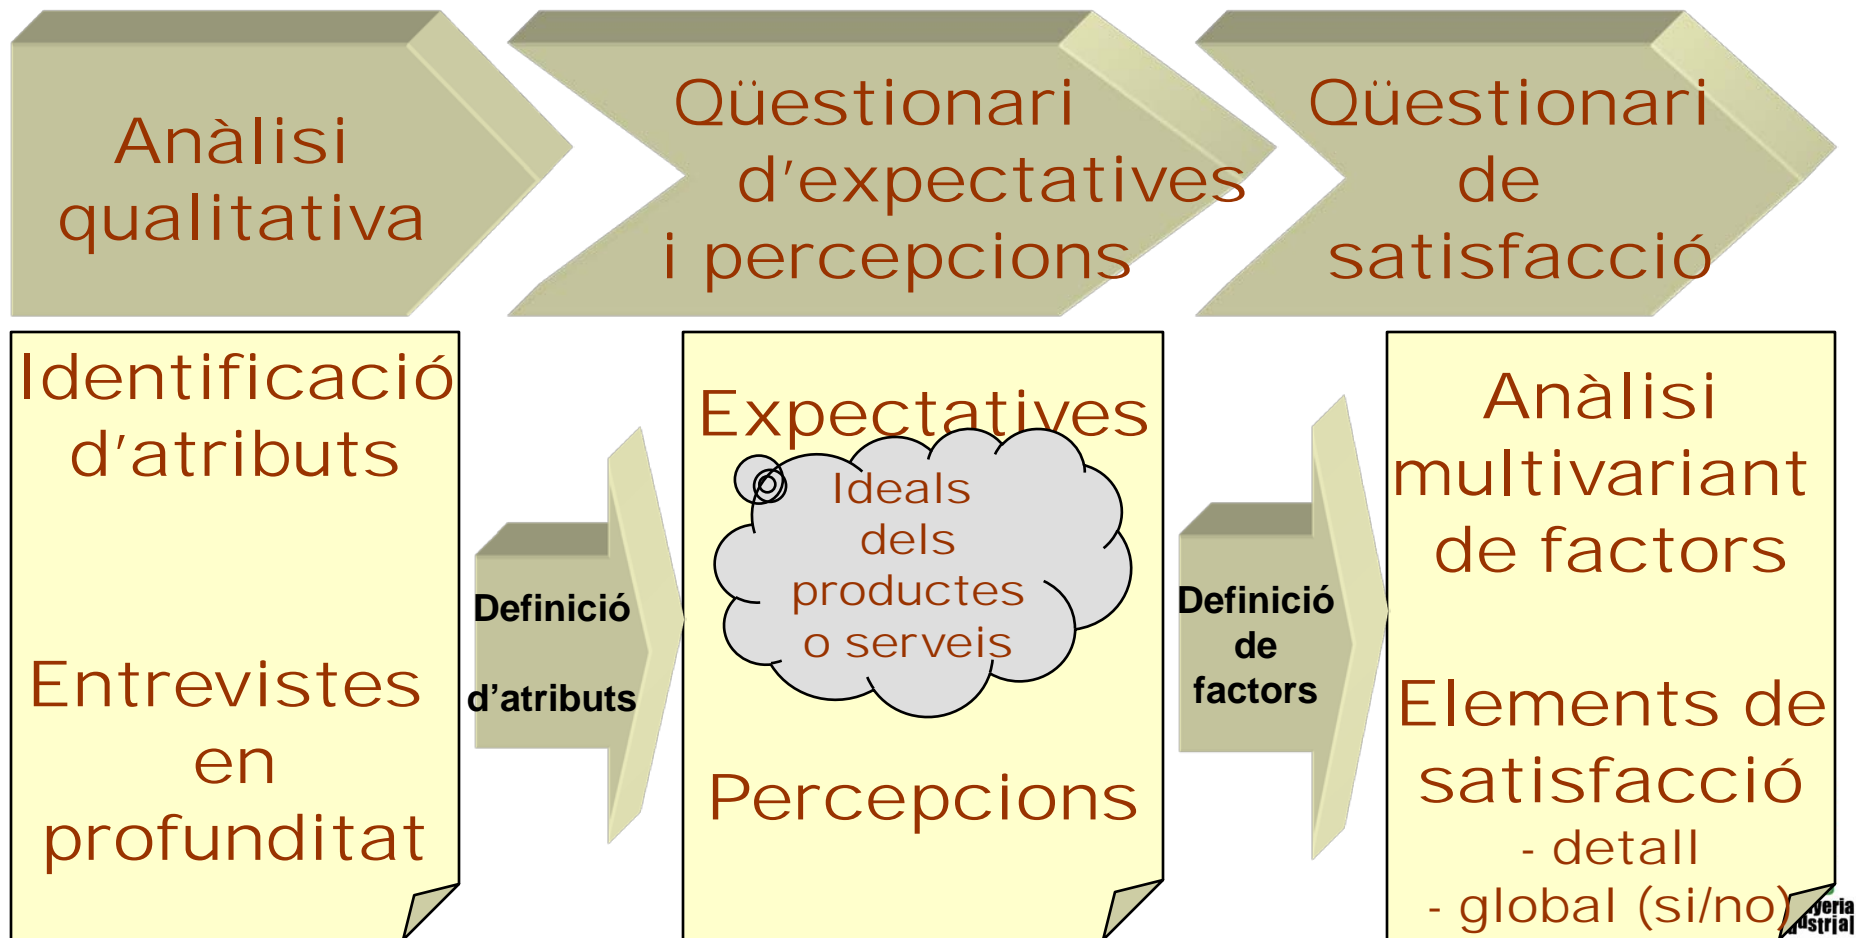 Anàlisi
qualitativa
Qüestionari
d'expectatives
i percepcions
Qüestionari
de
satisfacció
Identificació
d'atributs
Entrevistes
en
profunditat
Definició
d’atributs
Expectatives
Ideals
dels
productes
o serveis
Percepcions
Definició
de
factors
Anàlisi
multivariant
de factors
Elements de
satisfacció
- detall
- global (si/no)